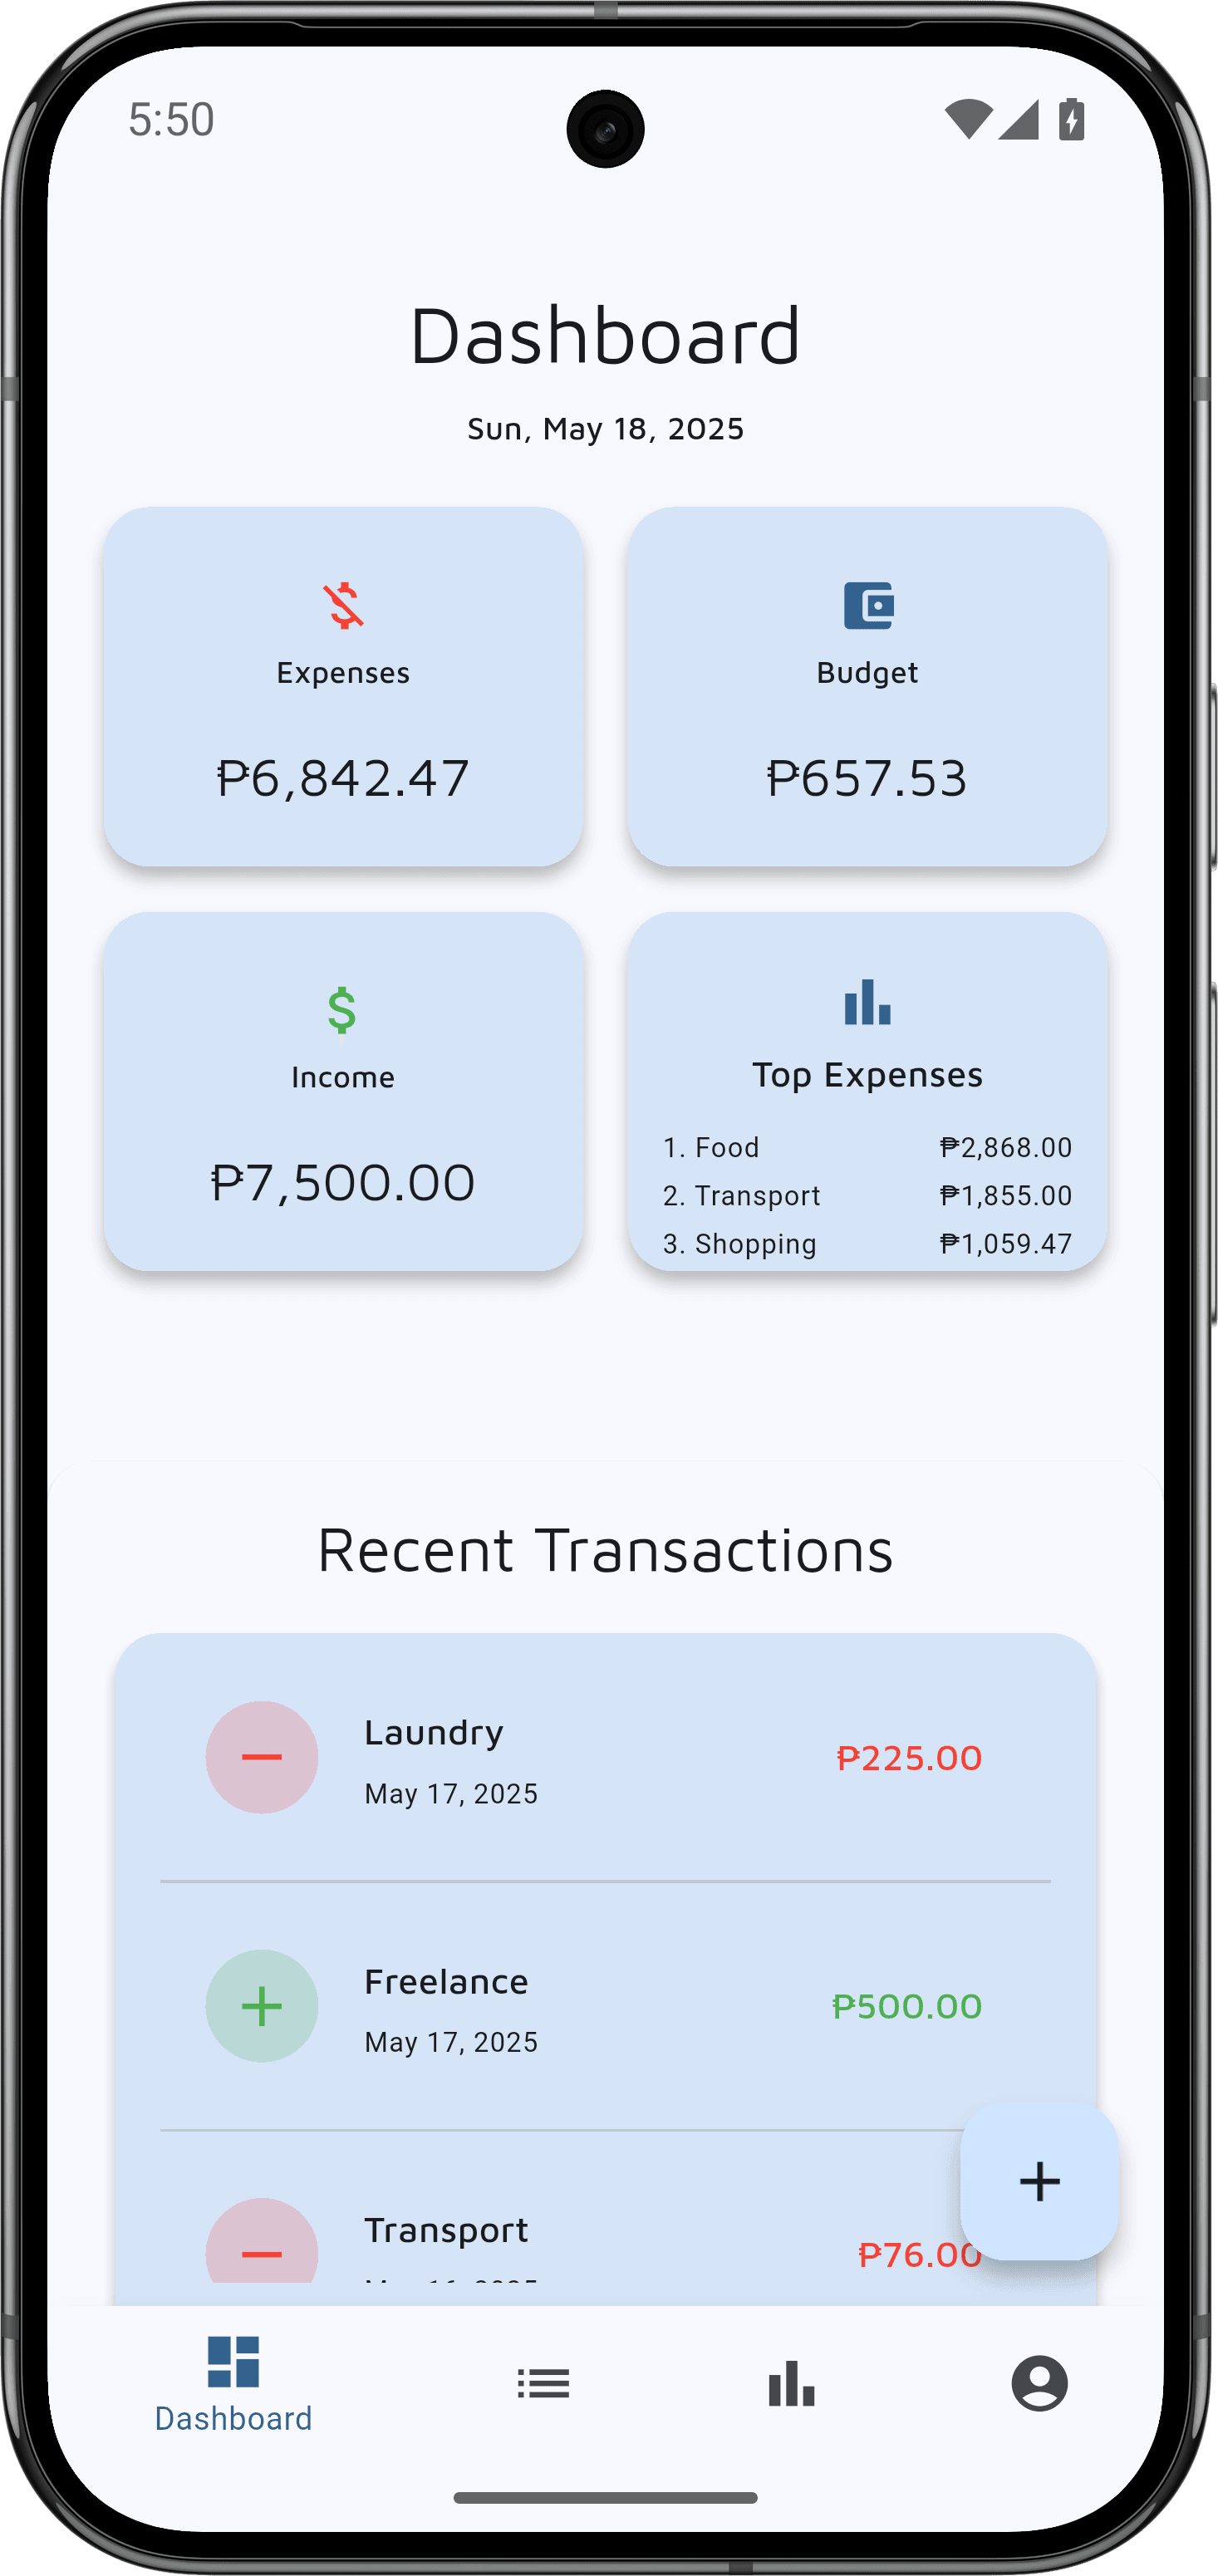 5:50
Dashboard
Sun, May 18, 2025
Expenses
₱6,842.47
Budget
₱657.53
Income
₱7,500.00
Top Expenses
1. Food ₱2,868.00
2. Transport ₱1,855.00
3. Shopping ₱1,059.47
Recent Transactions
Laundry
May 17, 2025
₱225.00
Freelance
May 17, 2025
₱500.00
Transport
₱76.00
Dashboard